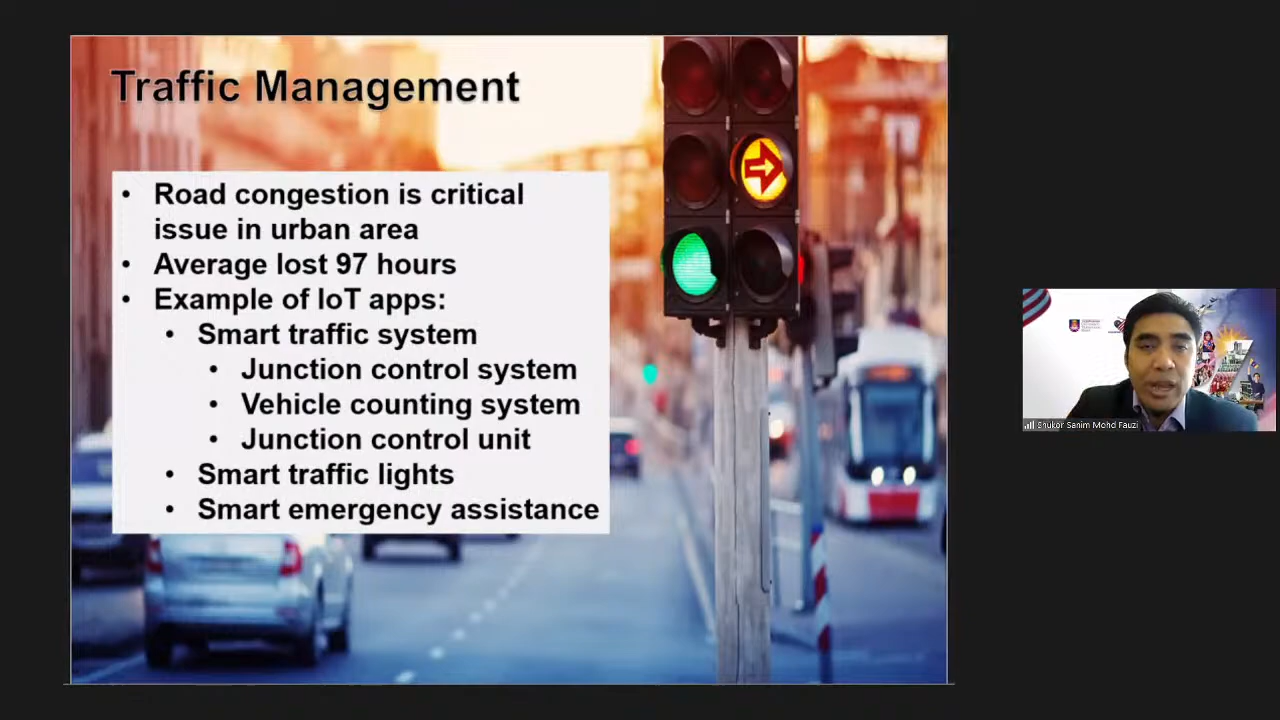 Traffic Management
• Road congestion is critical
issue in urban area
• Average lost 97 hours
• Example of IoT apps:
• Smart traffic system
• Junction control system
• Vehicle counting system
• Junction control unit
• Smart traffic lights
• Smart emergency assistance
Shukor Sanim Mohd Fauzi